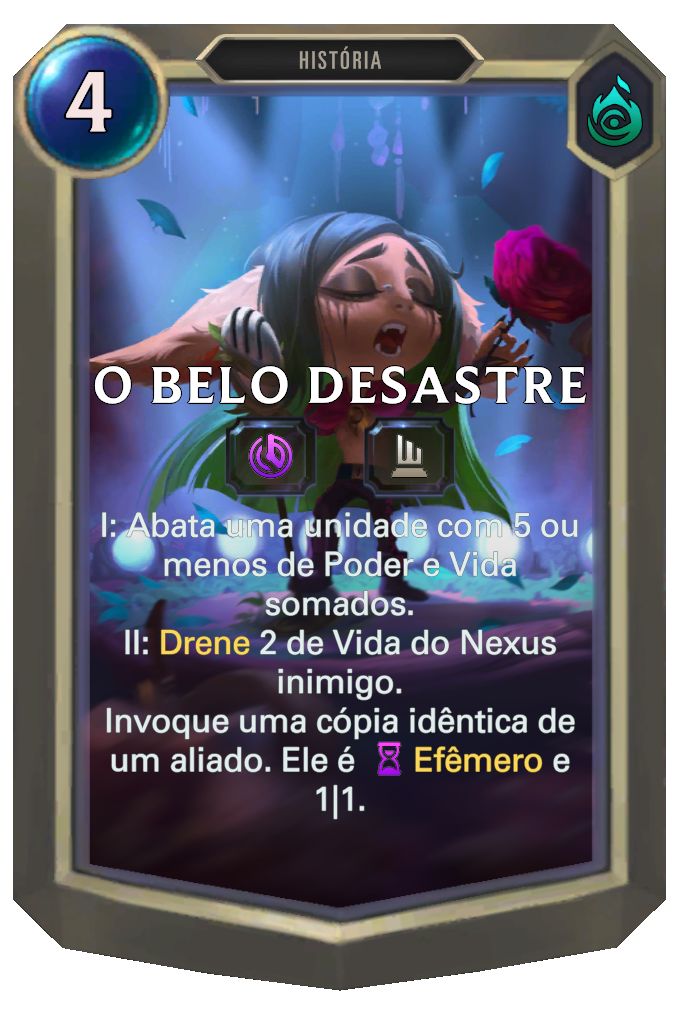 4
HISTÓRIA
O BELO DESASTRE
I: Abata uma unidade com 5 ou
menos de Poder e Vida
somados.
II: Drene 2 de Vida do Nexus
inimigo.
Invoque uma cópia idêntica de
um aliado. Ele é Efêmero e
1|1.